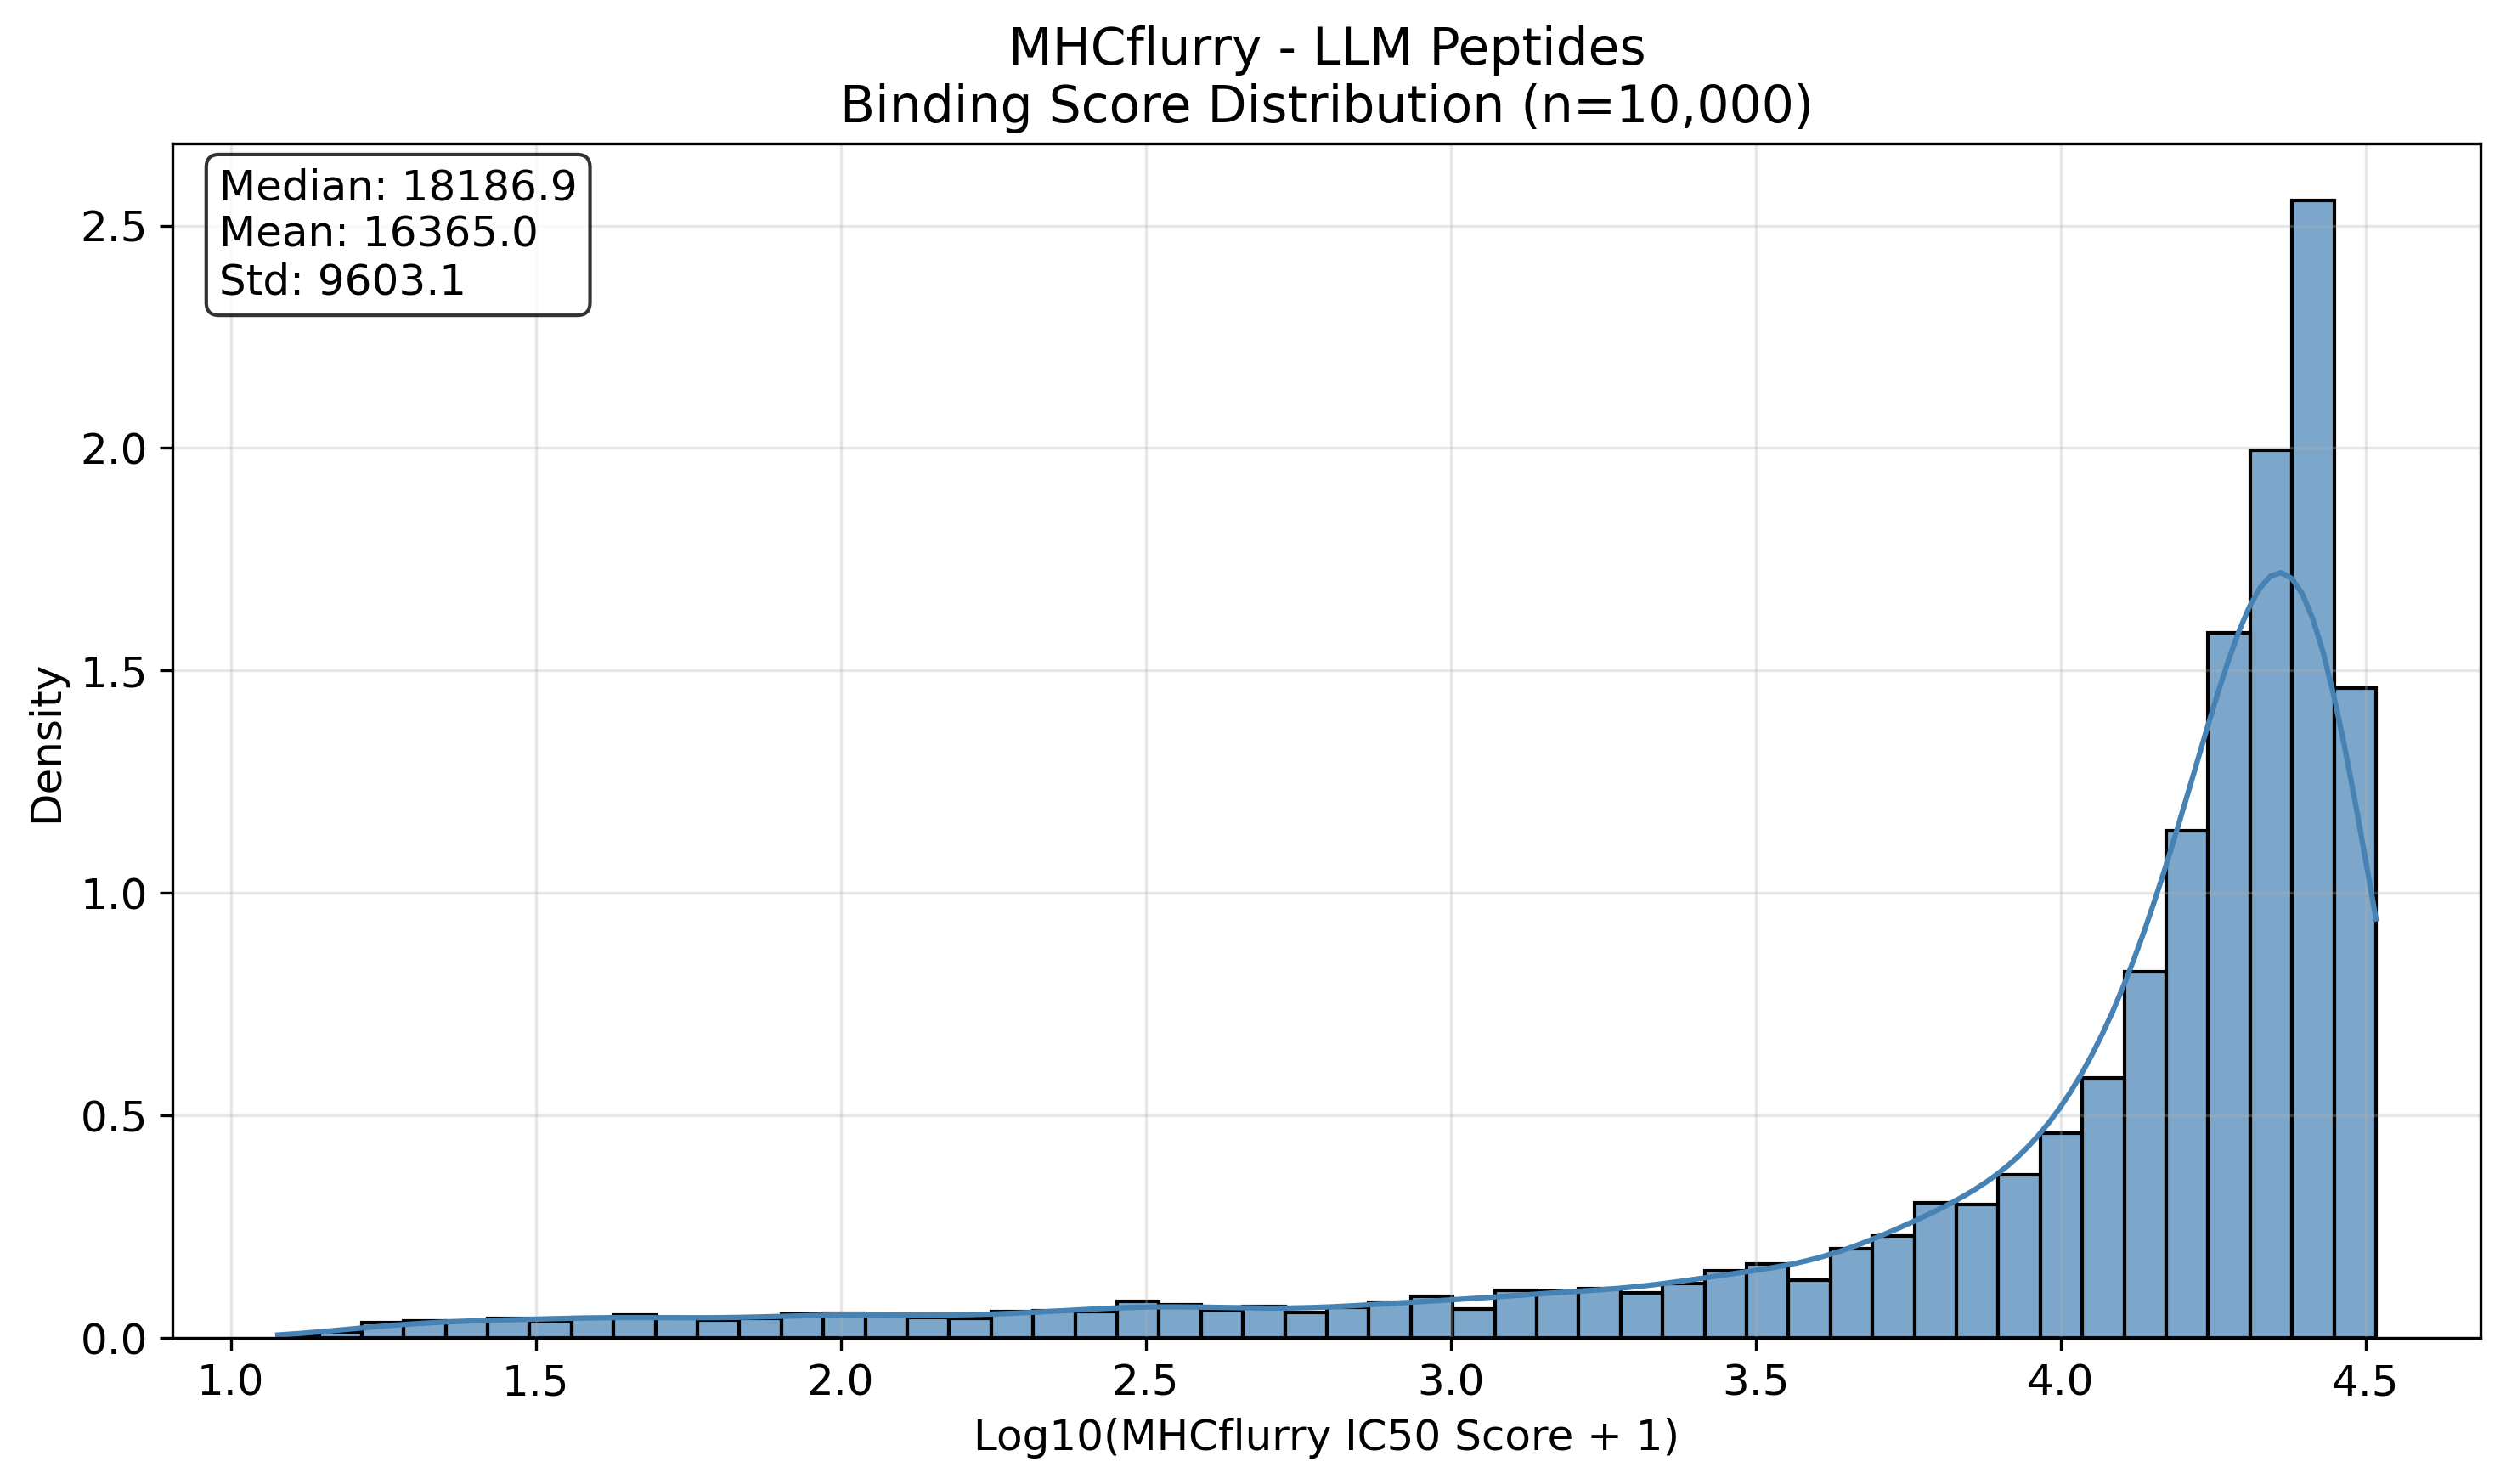 MHCflurry - LLM Peptides
Binding Score Distribution (n=10,000)
Median: 18186.9
Mean: 16365.0
Std: 9603.1
Density
2.5
2.0
1.5
1.0
0.5
0.0
1.0 1.5 2.0 2.5 3.0 3.5 4.0 4.5
Log10(MHCflurry IC50 Score + 1)